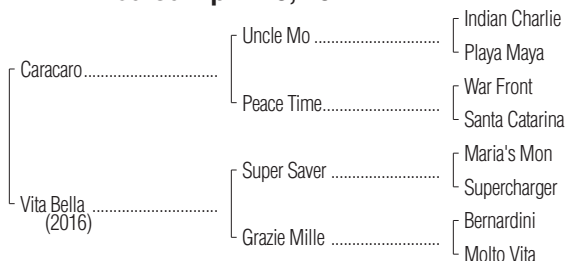 Indian Charlie
Uncle Mo ........................................
Playa Maya
Caracaro...........................................
War Front
Peace Time...................................
Santa Catarina
Maria's Mon
Super Saver ...................................
Supercharger
Vita Bella ........................................
(2016)
Bernardini
Grazie Mille ...................................
Molto Vita